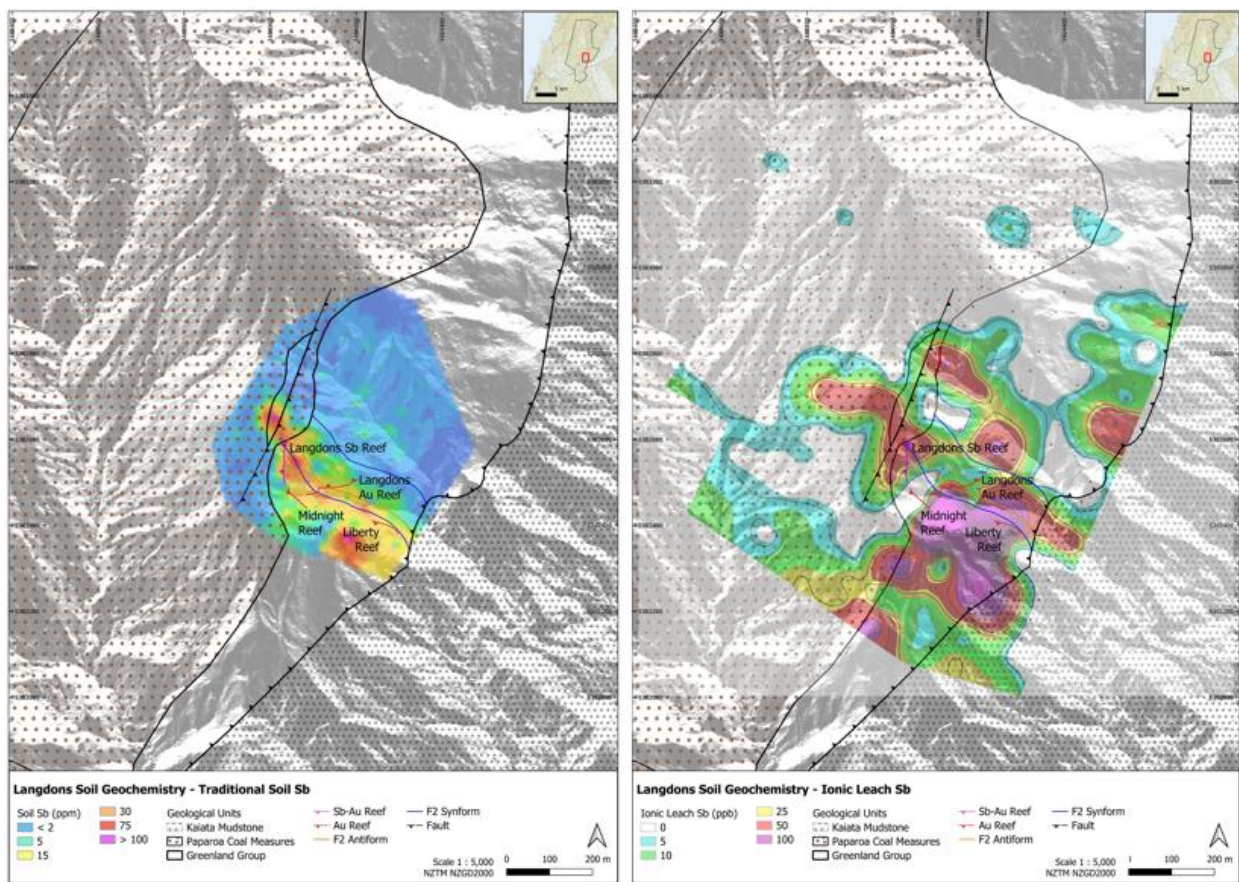 0 5 km
Langdons Sb Reef
Langdons
Au Reef
Midnight
Reef
Liberty
Reef
Langdons Soil Geochemistry - Traditional Soil Sb
Soil Sb (ppm)
< 2
5
15
30
75
> 100
Geological Units
Kaiata Mudstone
Paparoa Coal Measures
Greenland Group
Sb-Au Reef
Au Reef
F2 Antiform
F2 Synform
Fault
Scale 1 : 5,000
NZTM NZGD2000
0 100 200 m
0 5 km
Langdons Sb Reef
Langdons
Au Reef
Midnight
Reef
Liberty
Reef
Langdons Soil Geochemistry - Ionic Leach Sb
Ionic Leach Sb (ppb)
0
5
10
25
50
100
Geological Units
Kaiata Mudstone
Paparoa Coal Measures
Greenland Group
Sb-Au Reef
Au Reef
F2 Antiform
F2 Synform
Fault
Scale 1 : 5,000
NZTM NZGD2000
100 200 m